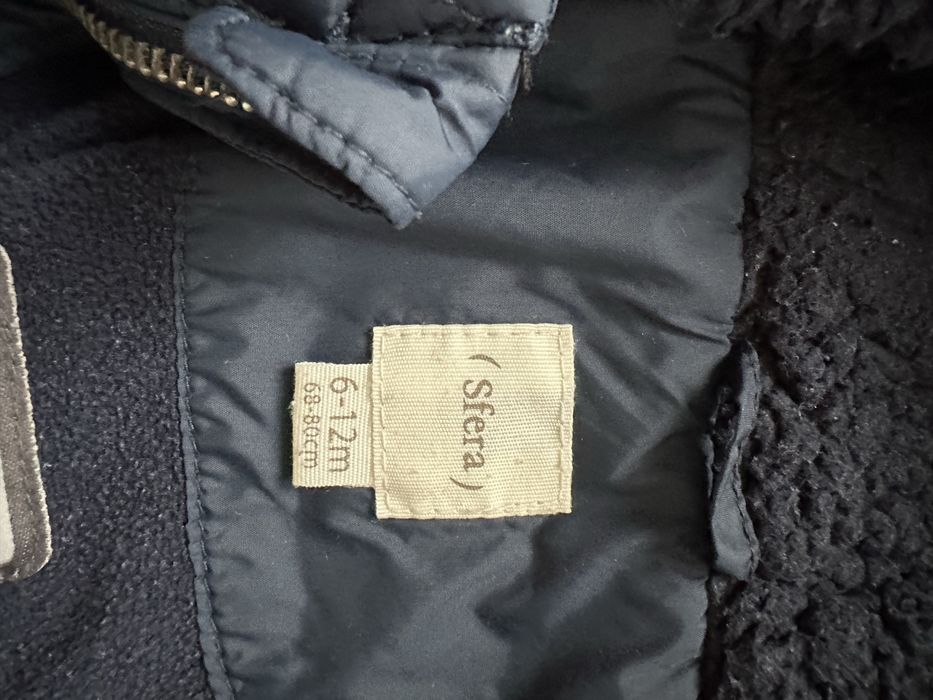 ( Sfera )
6-12m
68-80cm